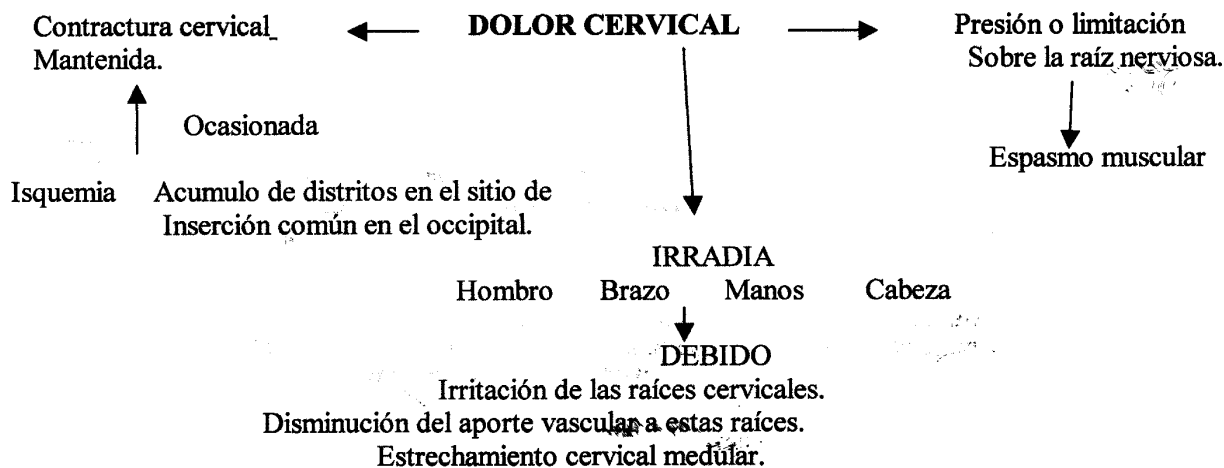 Contractura cervical
Mantenida.
DOLOR CERVICAL
Presión o limitación
Sobre la raíz nerviosa.
Ocasionada
Espasmo muscular
Isquemia Acumulo de distritos en el sitio de
Inserción común en el occipital.
IRRADIA
Hombro Brazo Manos Cabeza
DEBIDO
Irritación de las raíces cervicales.
Disminución del aporte vascular a estas raíces.
Estrechamiento cervical medular.